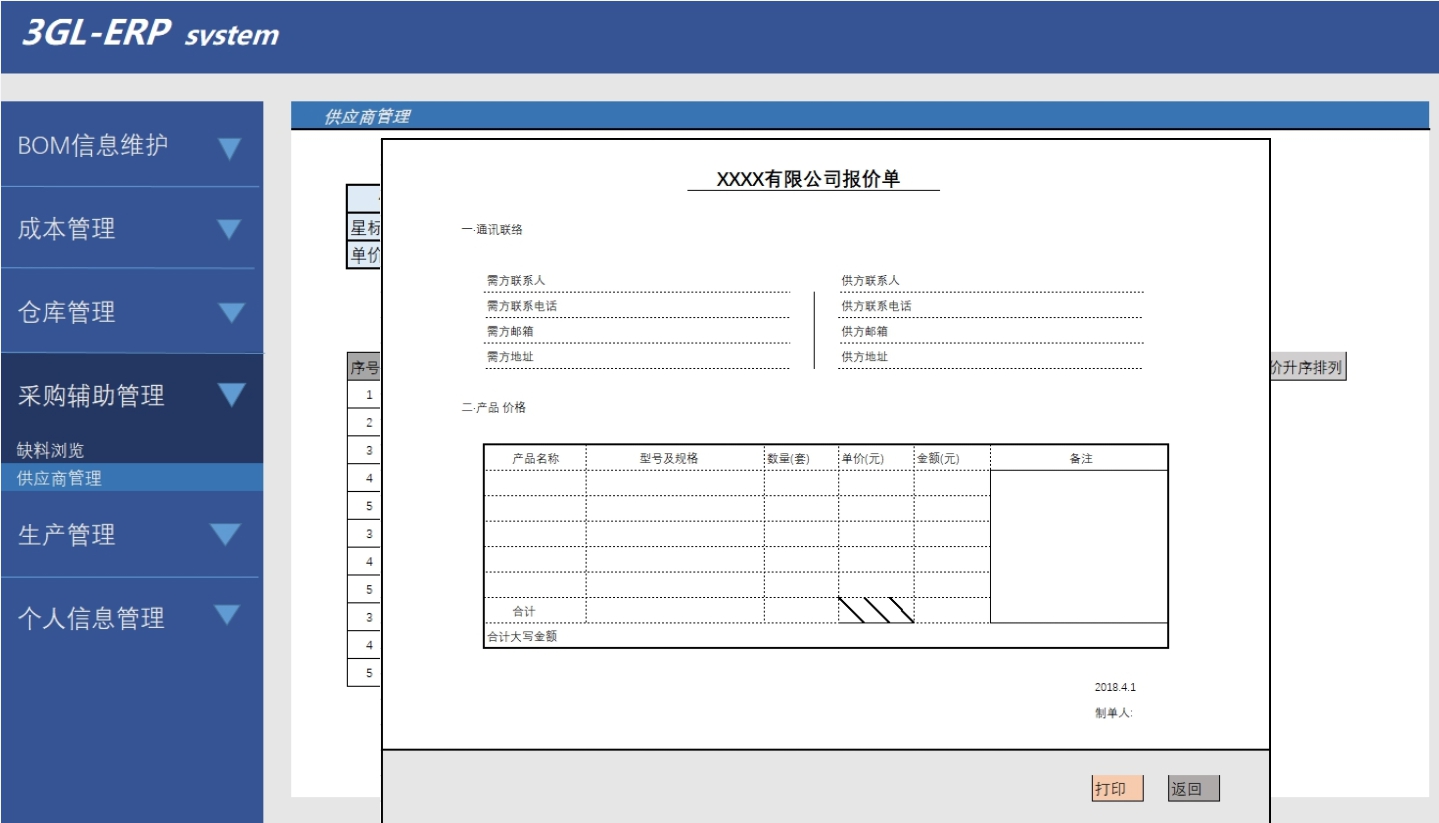 3GL-ERP system
供应商管理
BOM信息维护
成本管理
仓库管理
采购辅助管理
缺料浏览
供应商管理
生产管理
个人信息管理
星标
单价
序号
1
2
3
4
5
3
4
5
3
4
5
价升序排列
XXXX有限公司报价单
一·通讯联络
需方联系人 供方联系人
需方联系电话 供方联系电话
需方邮箱 供方邮箱
需方地址 供方地址
二·产品 价格
产品名称 型号及规格 数量(套) 单价(元) 金额(元) 备注
合计
合计大写金额
2018.4.1
制单人:
打印 返回